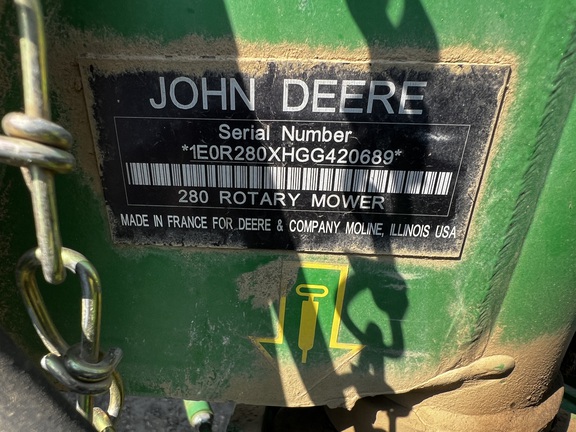 JOHN DEERE
Serial Number
*1E0R280XHGG420689*
280 ROTARY MOWER
MADE IN FRANCE FOR DEERE & COMPANY MOLINE, ILLINOIS USA